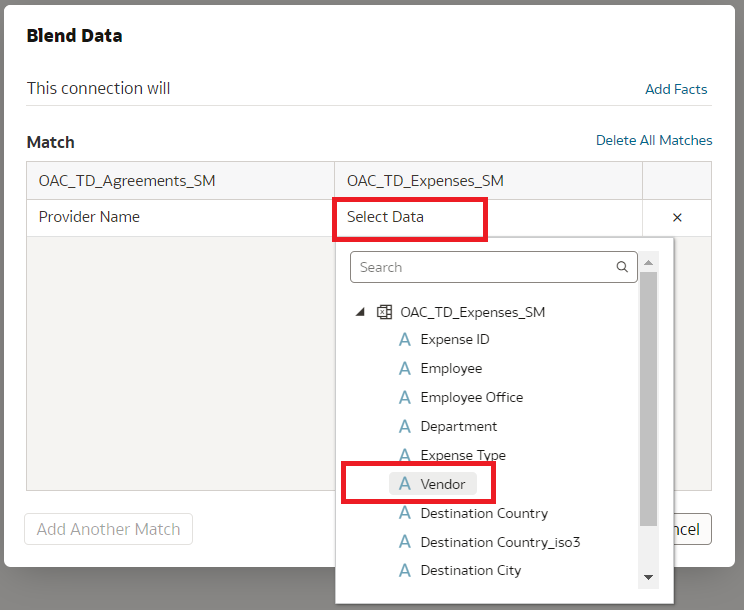 Blend Data
This connection will
Add Facts
Match
Delete All Matches
OAC_TD_Agreements_SM
OAC_TD_Expenses_SM
Provider Name
Select Data
Search
OAC_TD_Expenses_SM
A Expense ID
A Employee
A Employee Office
A Department
A Expense Type
A Vendor
A Destination Country
A Destination Country_iso3
A Destination City
Add Another Match
ncel